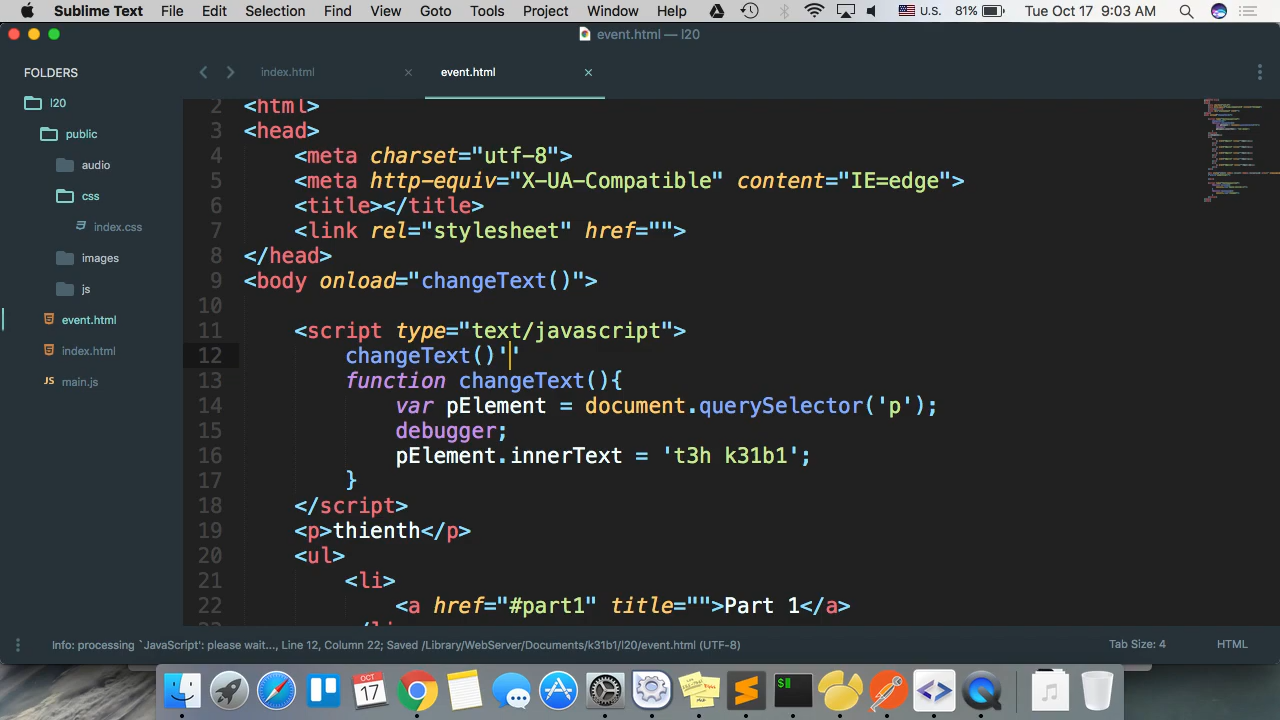 Sublime Text File Edit Selection Find View Goto Tools Project Window Help U.S. 81% Tue Oct 17 9:03 AM
event.html — l20
FOLDERS
l20
public
audio
css
index.css
images
js
event.html
index.html
main.js
index.html × event.html ×
2 <html>
3 <head>
4 <meta charset="utf-8">
5 <meta http-equiv="X-UA-Compatible" content="IE=edge">
6 <title></title>
7 <link rel="stylesheet" href="">
8 </head>
9 <body onload="changeText()">
10
11 <script type="text/javascript">
12 changeText()''
13 function changeText(){
14 var pElement = document.querySelector('p');
15 debugger;
16 pElement.innerText = 't3h k31b1';
17 }
18 </script>
19 <p>thienth</p>
20 <ul>
21 <li>
22 <a href="#part1" title="">Part 1</a>
Info: processing `JavaScript': please wait..., Line 12, Column 22; Saved /Library/WebServer/Documents/k31b1/l20/event.html (UTF-8) Tab Size: 4 HTML
OCT
17